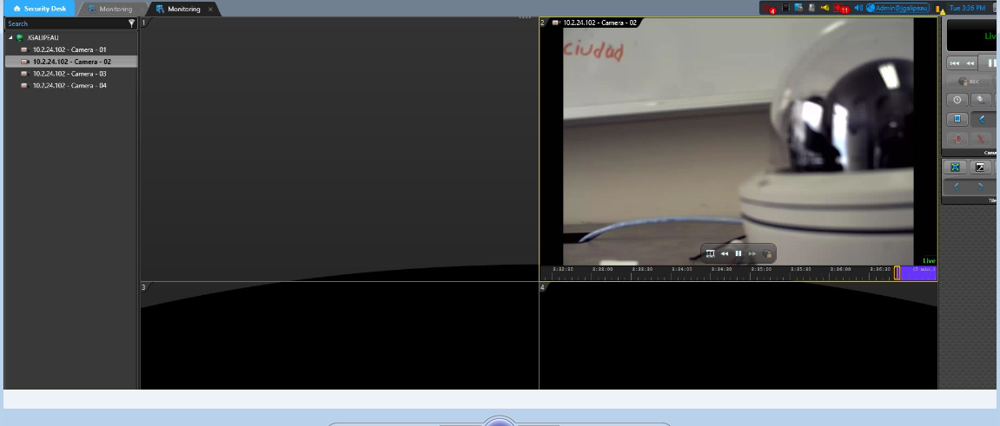 Security Desk
Monitoring
Monitoring
4
11
Admin@jgalipeau
Tue 3:36 PM
Search
JGALIPEAU
10.2.24.102 - Camera - 01
10.2.24.102 - Camera - 02
10.2.24.102 - Camera - 03
10.2.24.102 - Camera - 04
1
2
10.2.24.102 - Camera - 02
ciudad
Live
3:32:30 3:33:00 3:33:30 3:34:00 3:34:30 3:35:00 3:35:30 3:36:00 3:36:30
3
4
Liv
REC
Came
Tile